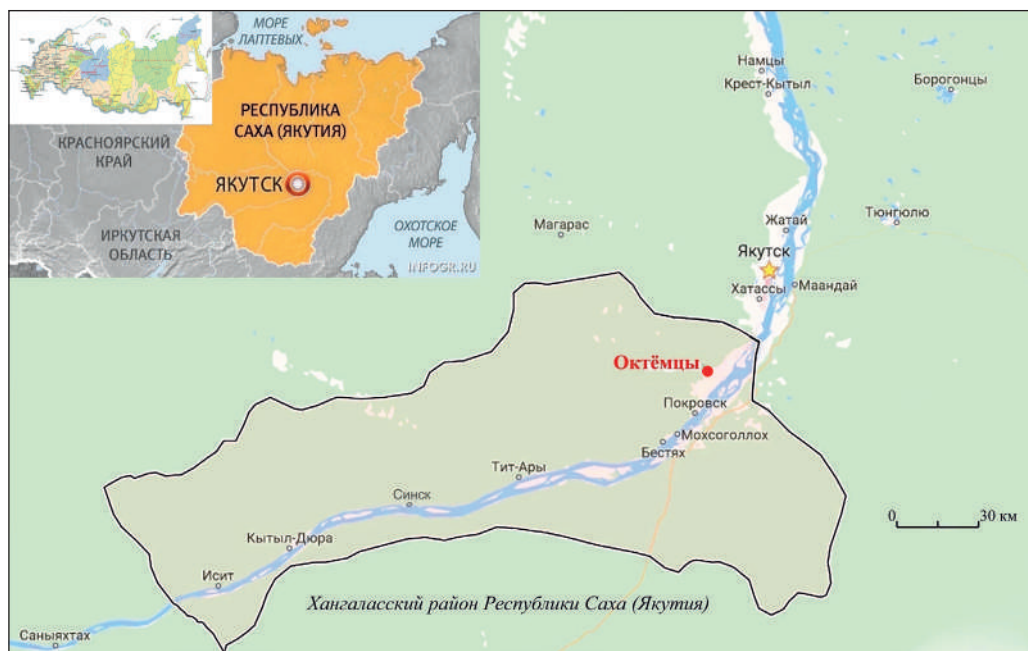 МОРЕ
ЛАПТЕВЫХ
РЕСПУБЛИКА
САХА (ЯКУТИЯ)
КРАСНОЯРСКИЙ
КРАЙ
ЯКУТСК
ИРКУТСКАЯ
ОБЛАСТЬ
ОХОТСКОЕ
МОРЕ
INFOGR.RU
Намцы
Крест-Кытыл
Борогонцы
Магарас
Жатай
Тюнгюлю
Якутск
Хатассы
Маандай
Октёмцы
Покровск
Мохсоголлох
Бестях
Тит-Ары
Синск
Кытыл-Дюра
Исит
Саныяхтах
0 30 км
Хангаласский район Республики Саха (Якутия)